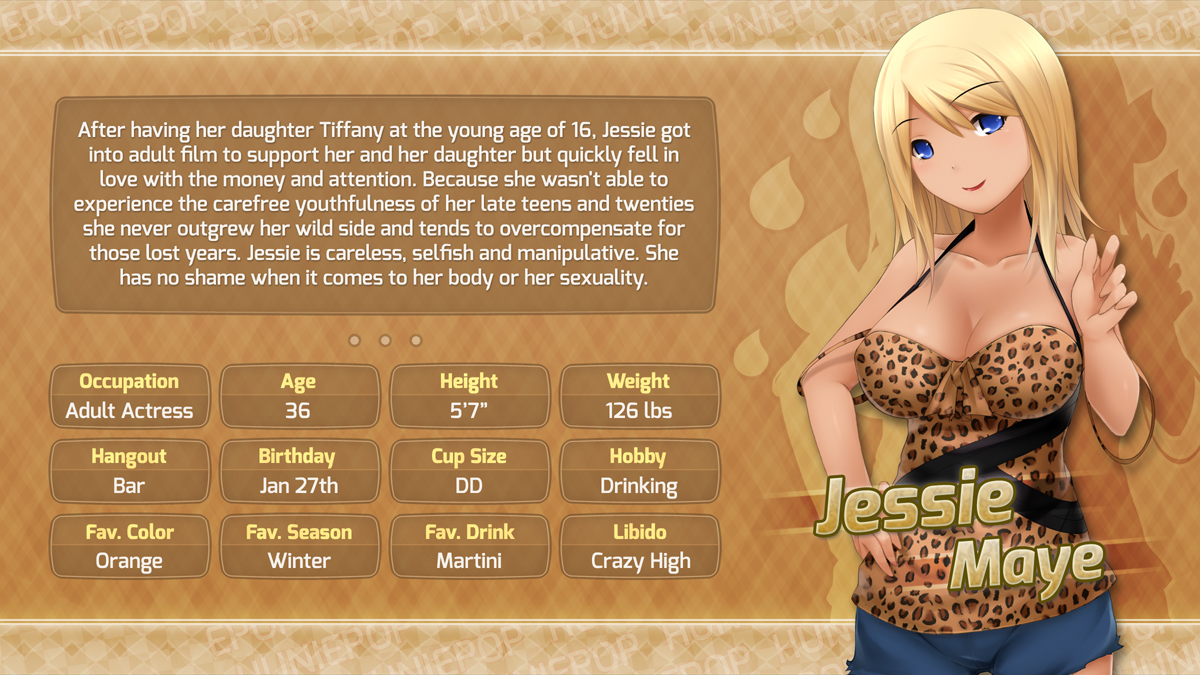 HUNIEPOP HUNIEPOP HUNIEPOP
After having her daughter Tiffany at the young age of 16, Jessie got
into adult film to support her and her daughter but quickly fell in
love with the money and attention. Because she wasn't able to
experience the carefree youthfulness of her late teens and twenties
she never outgrew her wild side and tends to overcompensate for
those lost years. Jessie is careless, selfish and manipulative. She
has no shame when it comes to her body or her sexuality.
Occupation Age Height Weight
Adult Actress 36 5'7" 126 lbs
Hangout Birthday Cup Size Hobby
Bar Jan 27th DD Drinking
Fav. Color Fav. Season Fav. Drink Libido
Orange Winter Martini Crazy High
Jessie
Maye
HUNIEPOP HUNIEPOP HUNIEPOP